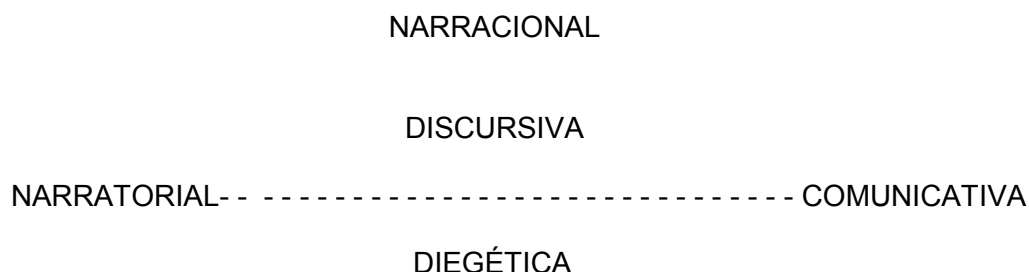 NARRACIONAL
DISCURSIVA
NARRATORIAL- - - - - - - - - - - - - - - - - - - - - - - - - - - - - - - - - COMUNICATIVA
DIEGÉTICA